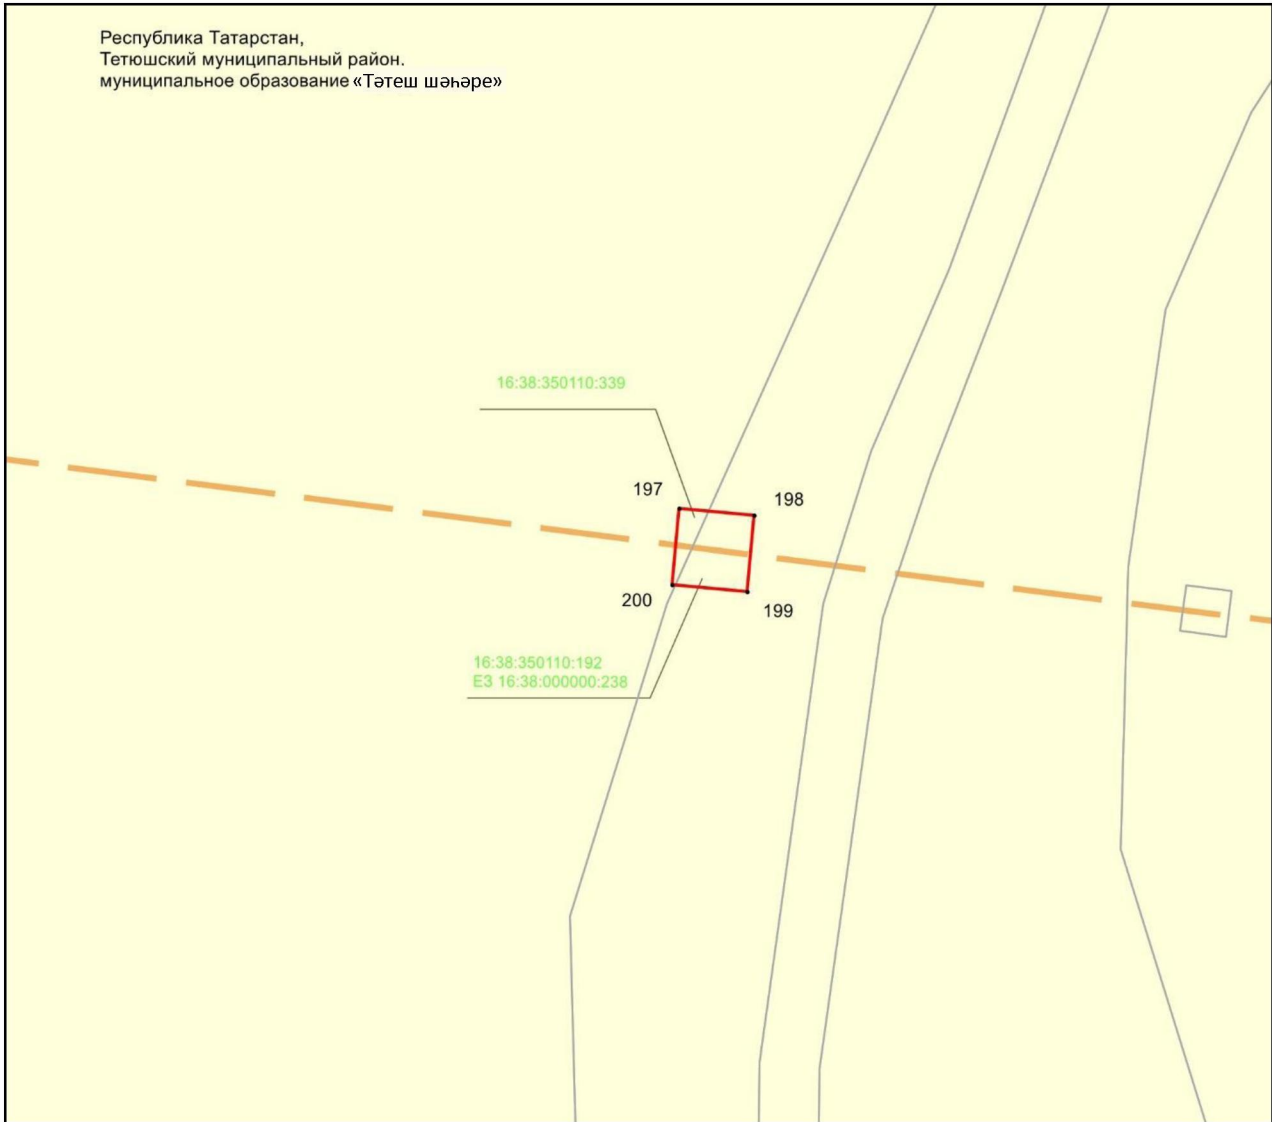 Республика Татарстан,
Тетюшский муниципальный район.
муниципальное образование «Тәтеш шәһәре»
16:38:350110:339
197
198
200
199
16:38:350110:192
ЕЗ 16:38:000000:238